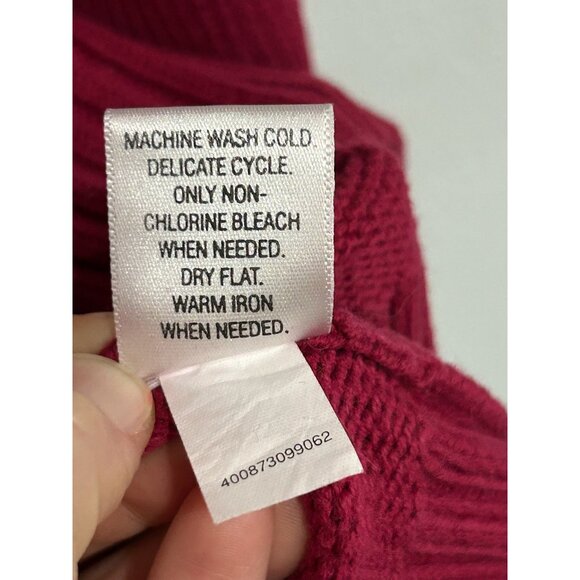 MACHINE WASH COLD.
DELICATE CYCLE.
ONLY NON-
CHLORINE BLEACH
WHEN NEEDED.
DRY FLAT.
WARM IRON
WHEN NEEDED.
400873099062